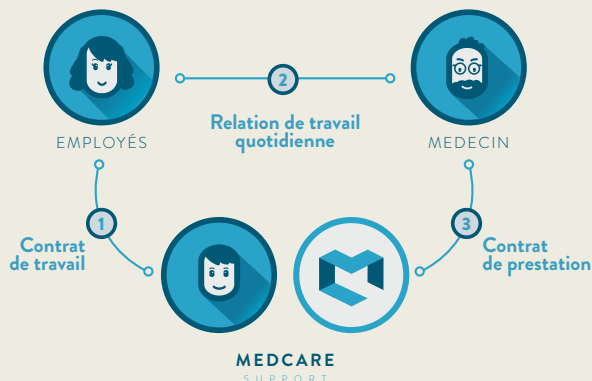 2
Relation de travail
quotidienne
EMPLOYÉS
MEDECIN
1
Contrat
de travail
3
Contrat
de prestation
MEDCARE
SUPPORT